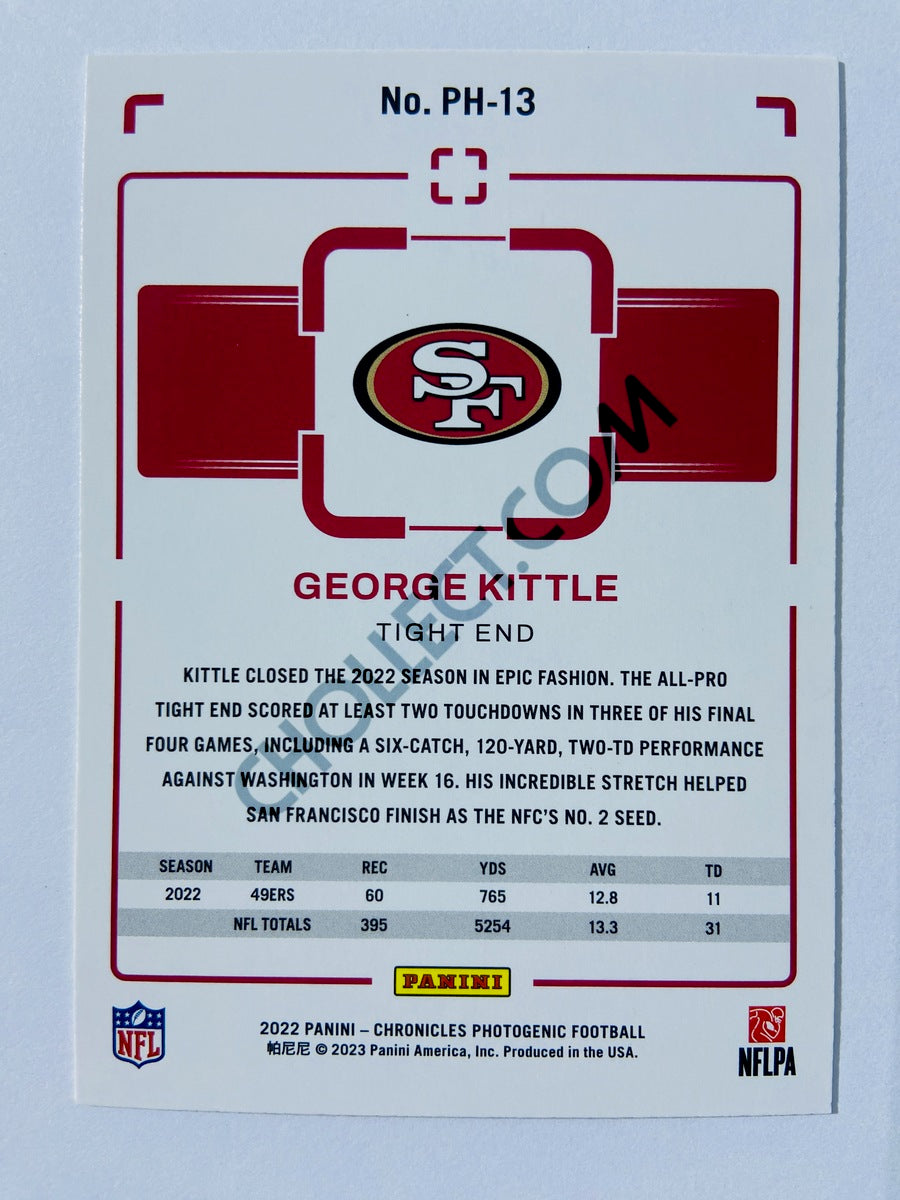 No. PH-13
SF
GEORGE KITTLE
TIGHT END
KITTLE CLOSED THE 2022 SEASON IN EPIC FASHION. THE ALL-PRO
TIGHT END SCORED AT LEAST TWO TOUCHDOWNS IN THREE OF HIS FINAL
FOUR GAMES, INCLUDING A SIX-CATCH, 120-YARD, TWO-TD PERFORMANCE
AGAINST WASHINGTON IN WEEK 16. HIS INCREDIBLE STRETCH HELPED
SAN FRANCISCO FINISH AS THE NFC'S NO. 2 SEED.
SEASON TEAM REC YDS AVG TD
2022 49ERS 60 765 12.8 11
NFL TOTALS 395 5254 13.3 31
PANINI
2022 PANINI – CHRONICLES PHOTOGENIC FOOTBALL
帕尼尼 © 2023 Panini America, Inc. Produced in the USA.
NFL
NFLPA
CHOLLECT.COM